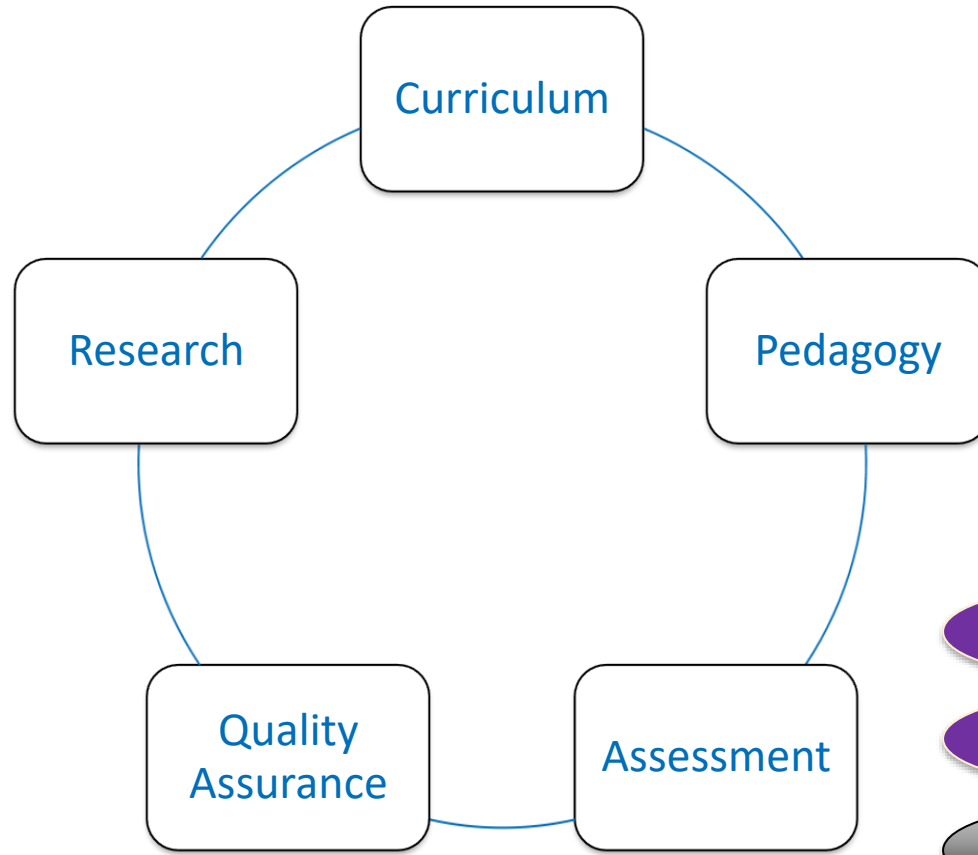 Curriculum
Research
Pedagogy
Quality
Assurance
Assessment